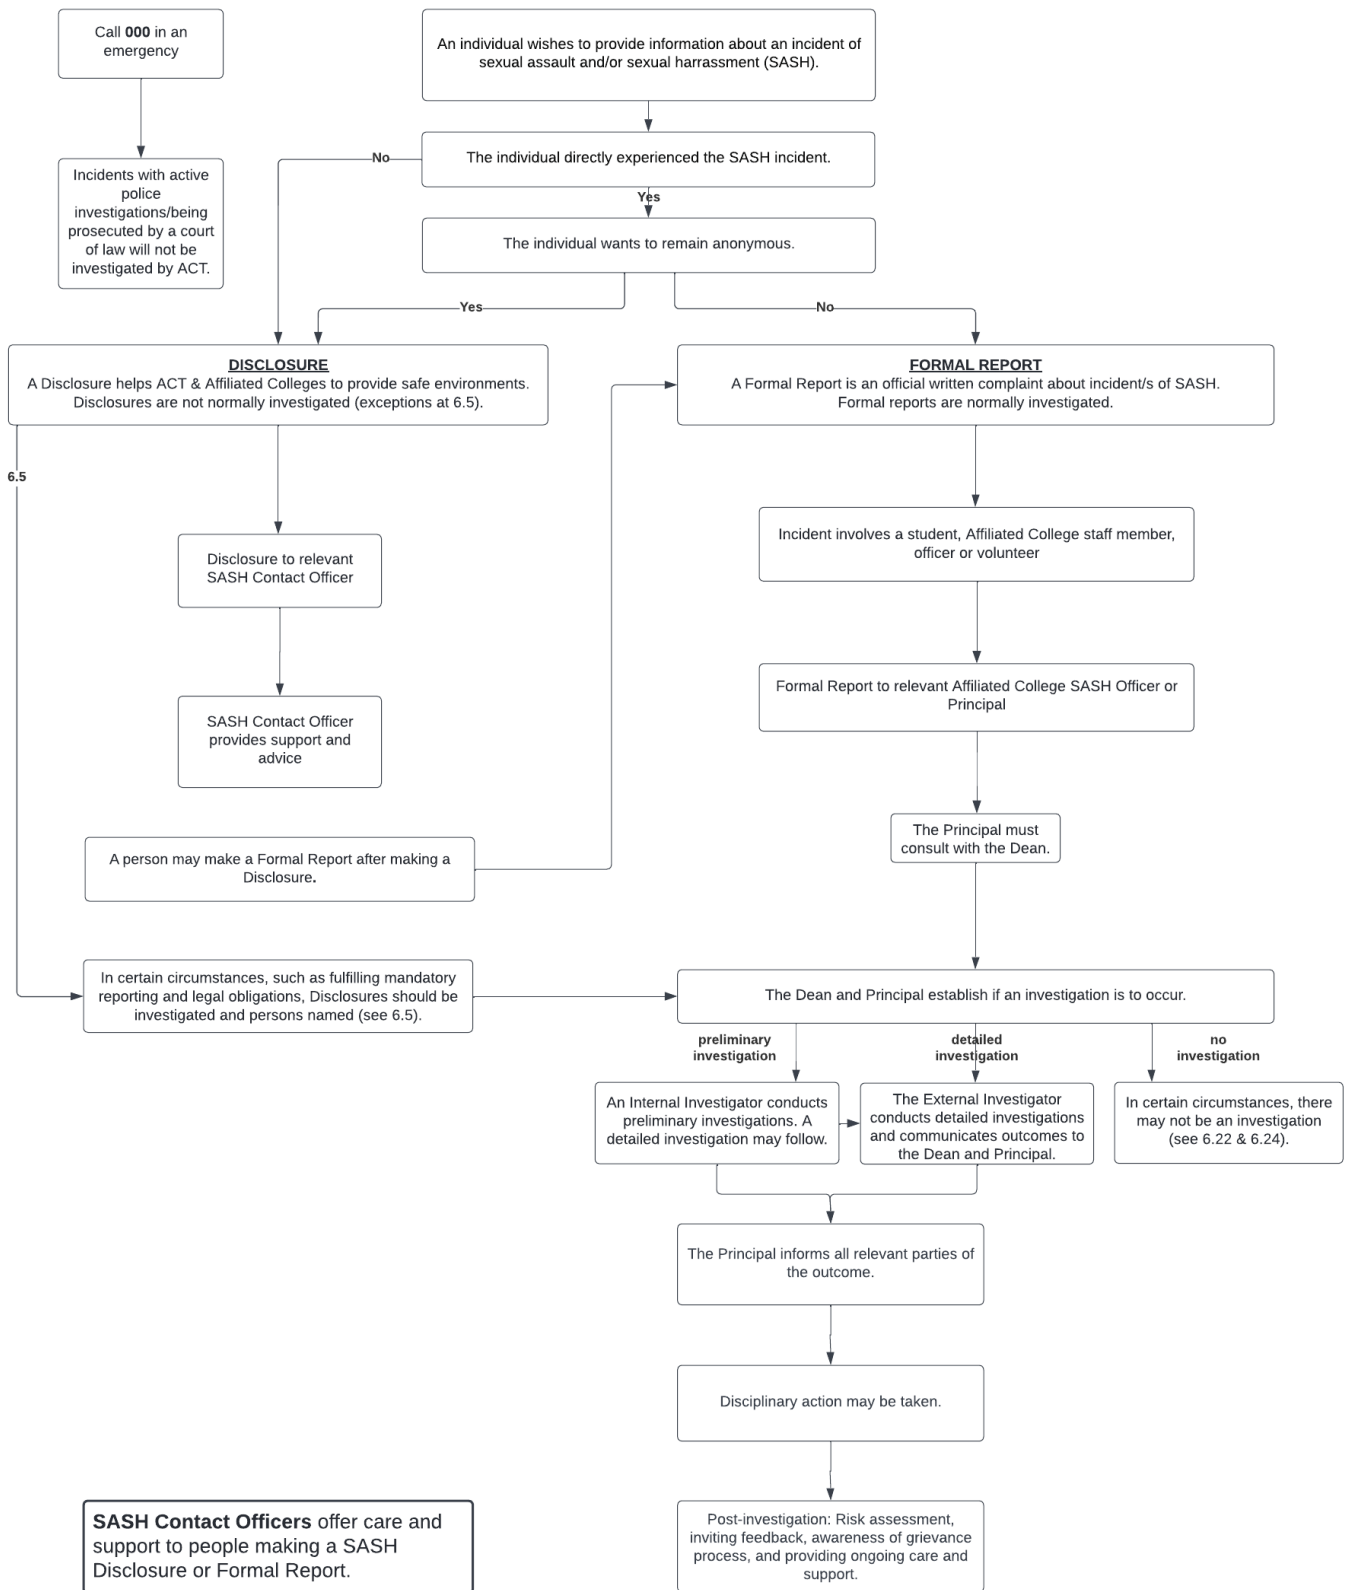 Call 000 in an
emergency
An individual wishes to provide information about an incident of
sexual assault and/or sexual harrassment (SASH).
The individual directly experienced the SASH incident.
No
Yes
Incidents with active
police
investigations/being
prosecuted by a court
of law will not be
investigated by ACT.
The individual wants to remain anonymous.
Yes
No
DISCLOSURE
A Disclosure helps ACT & Affiliated Colleges to provide safe environments.
Disclosures are not normally investigated (exceptions at 6.5).
FORMAL REPORT
A Formal Report is an official written complaint about incident/s of SASH.
Formal reports are normally investigated.
6.5
Disclosure to relevant
SASH Contact Officer
Incident involves a student, Affiliated College staff member,
officer or volunteer
SASH Contact Officer
provides support and
advice
Formal Report to relevant Affiliated College SASH Officer or
Principal
The Principal must
consult with the Dean.
A person may make a Formal Report after making a
Disclosure.
In certain circumstances, such as fulfilling mandatory
reporting and legal obligations, Disclosures should be
investigated and persons named (see 6.5).
The Dean and Principal establish if an investigation is to occur.
preliminary
investigation
detailed
investigation
no
investigation
An Internal Investigator conducts
preliminary investigations. A
detailed investigation may follow.
The External Investigator
conducts detailed investigations
and communicates outcomes to
the Dean and Principal.
In certain circumstances, there
may not be an investigation
(see 6.22 & 6.24).
The Principal informs all relevant parties of
the outcome.
Disciplinary action may be taken.
SASH Contact Officers offer care and
support to people making a SASH
Disclosure or Formal Report.
Post-investigation: Risk assessment,
inviting feedback, awareness of grievance
process, and providing ongoing care and
support.